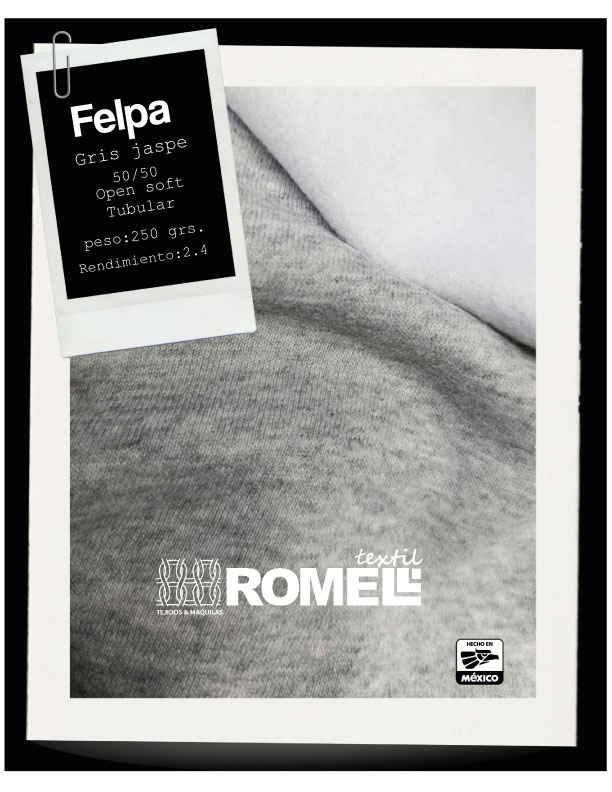 Felpa
Gris jaspe
50/50
Open soft
Tubular
peso:250 grs.
Rendimiento:2.4
textil
ROMELLI
TEJIDOS & MAQUILAS
HECHO EN
MÉXICO